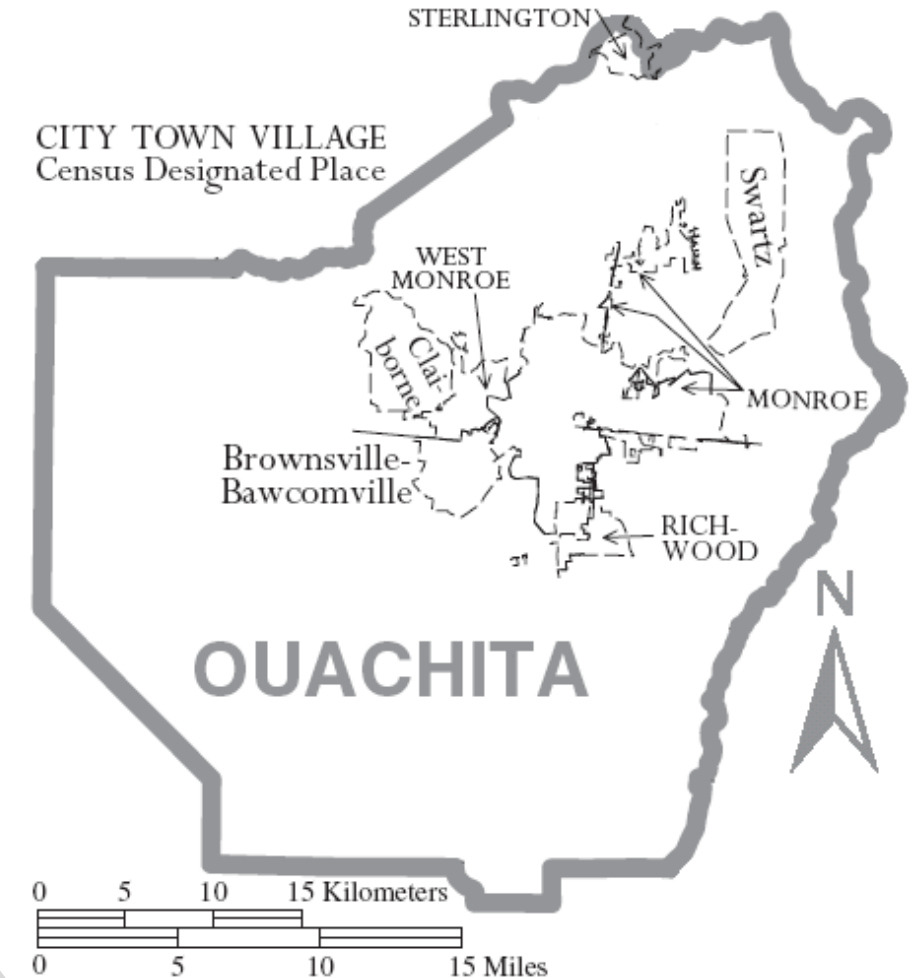 STERLINGTON
CITY TOWN VILLAGE
Census Designated Place
Swartz
WEST
MONROE
Clai-
borne
MONROE
Brownsville-
Bawcomville
RICH-
WOOD
N
OUACHITA
0 5 10 15 Kilometers
0 5 10 15 Miles